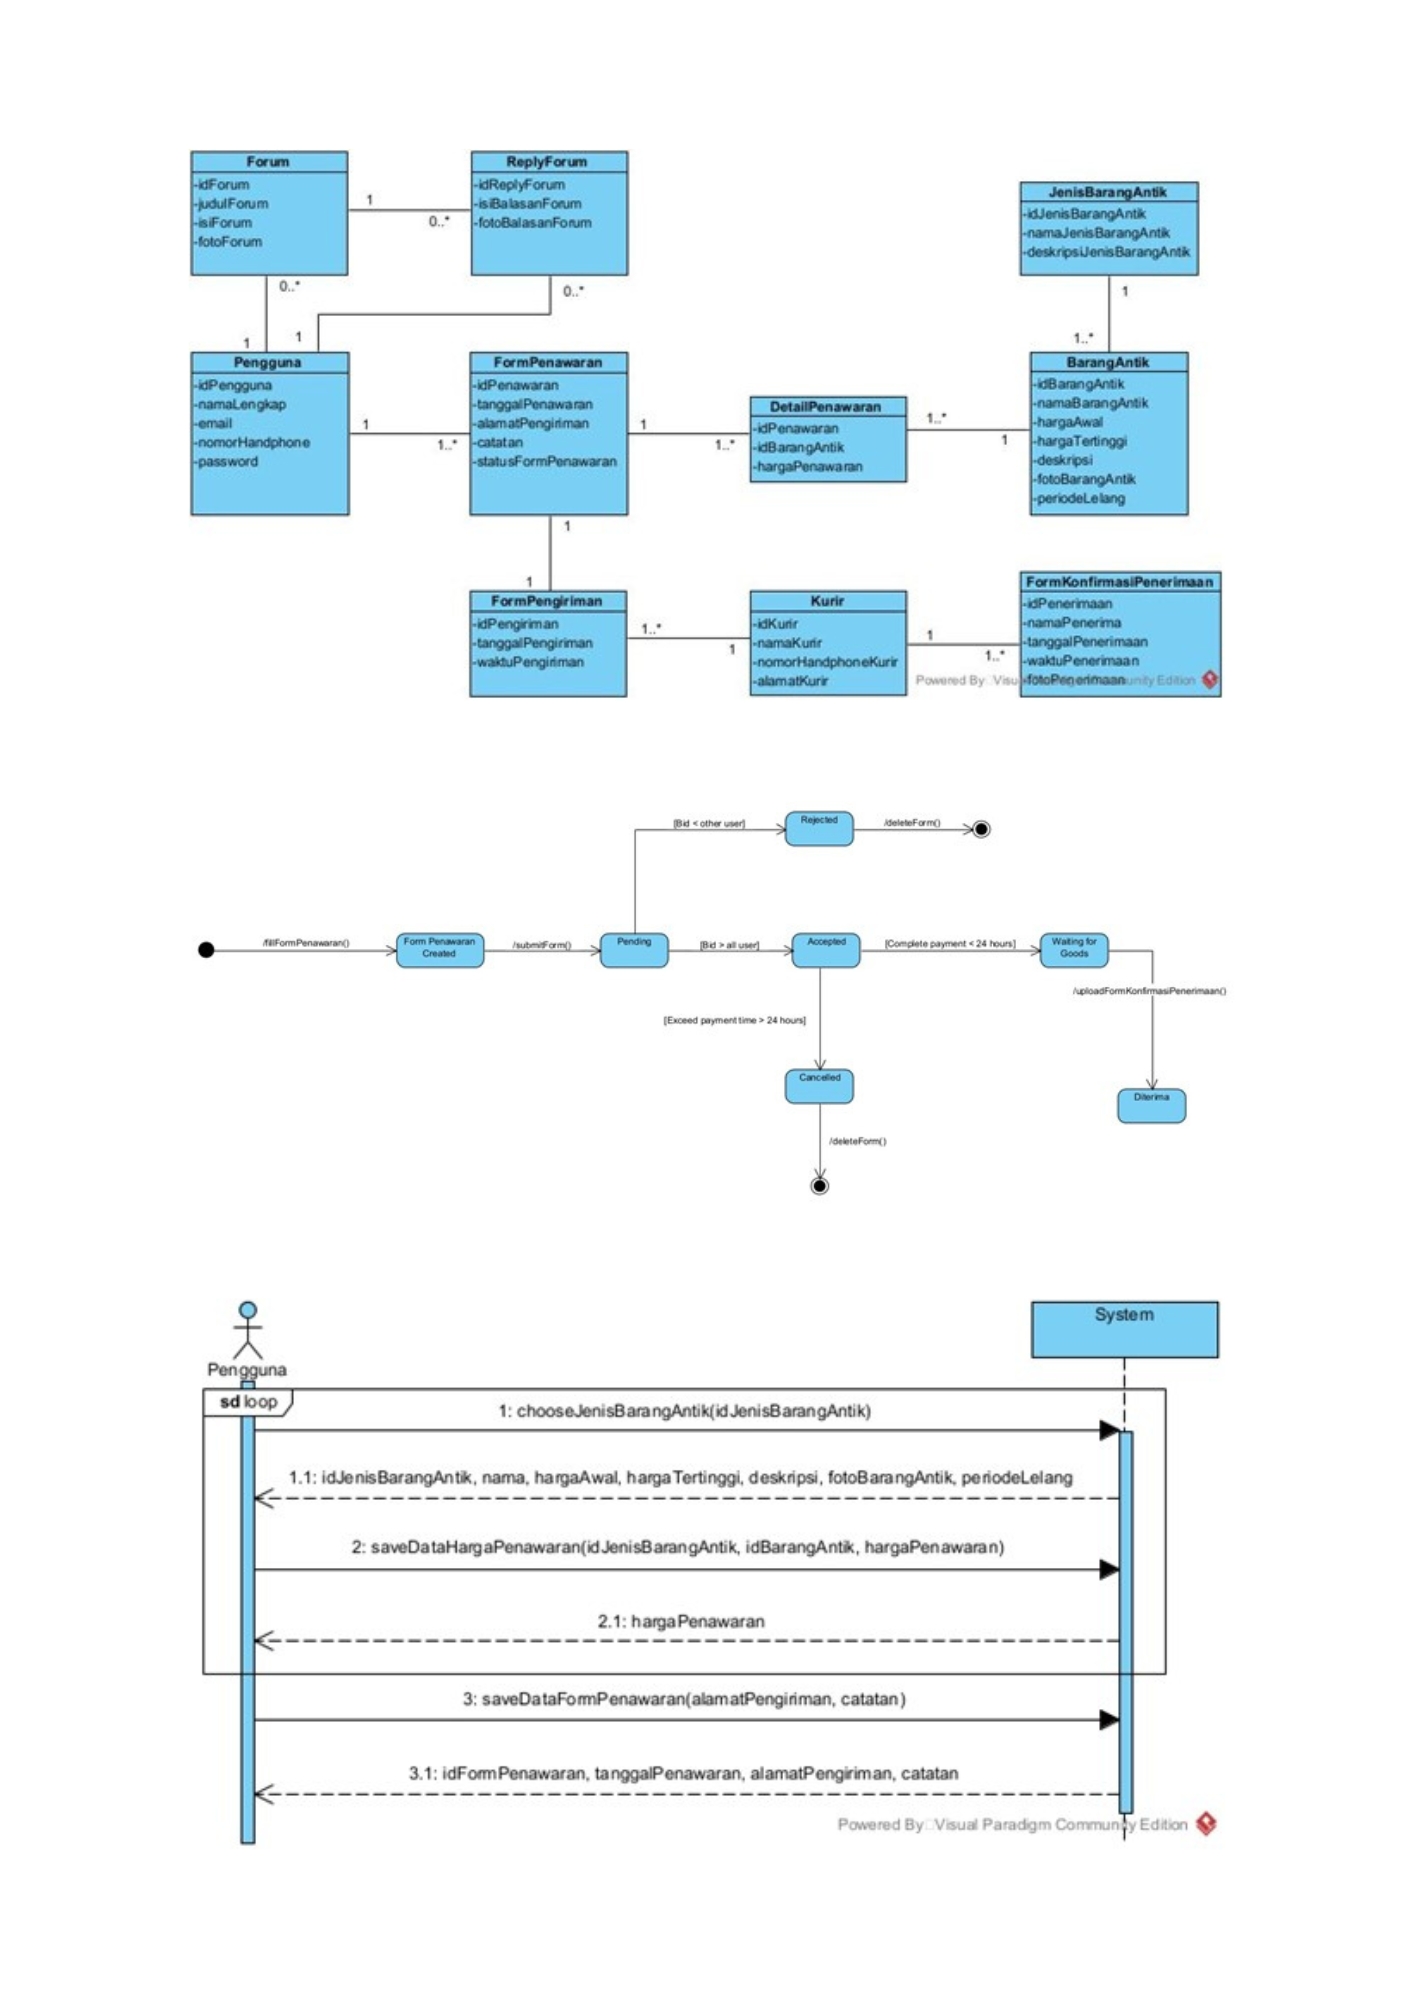 Forum
-idForum
-judulForum
-isiForum
-fotoForum
1
0..*
ReplyForum
-idReplyForum
-isiBalasanForum
-fotoBalasanForum
JenisBarangAntik
-idJenisBarangAntik
-namaJenisBarangAntik
-deskripsiJenisBarangAntik
0..*
1
0..*
1
1
1..*
Pengguna
-idPengguna
-namaLengkap
-email
-nomorHandphone
-password
1
1..*
FormPenawaran
-idPenawaran
-tanggalPenawaran
-alamatPengiriman
-catatan
-statusFormPenawaran
1
1..*
DetailPenawaran
-idPenawaran
-idBarangAntik
-hargaPenawaran
1..*
1
BarangAntik
-idBarangAntik
-namaBarangAntik
-hargaAwal
-hargaTertinggi
-deskripsi
-fotoBarangAntik
-periodeLelang
1
1
FormPengiriman
-idPengiriman
-tanggalPengiriman
-waktuPengiriman
1..*
1
Kurir
-idKurir
-namaKurir
-nomorHandphoneKurir
-alamatKurir
1
1..*
FormKonfirmasiPenerimaan
-idPenerimaan
-namaPenerima
-tanggalPenerimaan
-waktuPenerimaan
-fotoPenerimaan
Powered By Visu unity Edition
[Bid < other user]
Rejected
/deleteForm()
/fillFormPenawaran()
Form Penawaran
Created
/submitForm()
Pending
[Bid > all user]
Accepted
[Complete payment < 24 hours]
Waiting for
Goods
/uploadFormKonfirmasiPenerimaan()
[Exceed payment time > 24 hours]
Cancelled
Diterima
/deleteForm()
Pengguna
System
sd loop
1: chooseJenisBarangAntik(idJenisBarangAntik)
1.1: idJenisBarangAntik, nama, hargaAwal, hargaTertinggi, deskripsi, fotoBarangAntik, periodeLelang
2: saveDataHargaPenawaran(idJenisBarangAntik, idBarangAntik, hargaPenawaran)
2.1: hargaPenawaran
3: saveDataFormPenawaran(alamatPengiriman, catatan)
3.1: idFormPenawaran, tanggalPenawaran, alamatPengiriman, catatan
Powered By Visual Paradigm Community Edition